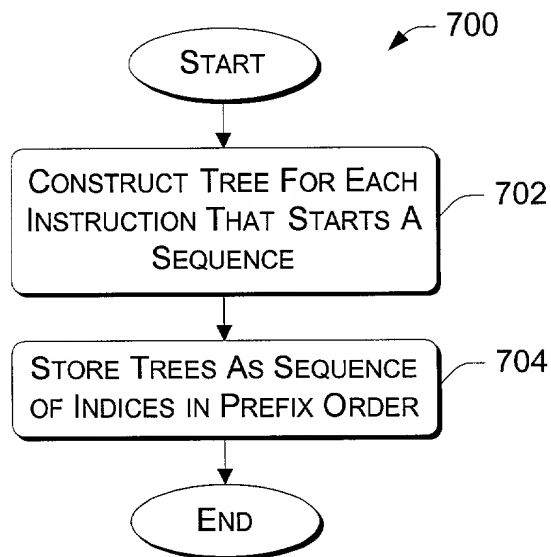 700
START
CONSTRUCT TREE FOR EACH
INSTRUCTION THAT STARTS A
SEQUENCE
702
STORE TREES AS SEQUENCE
OF INDICES IN PREFIX ORDER
704
END